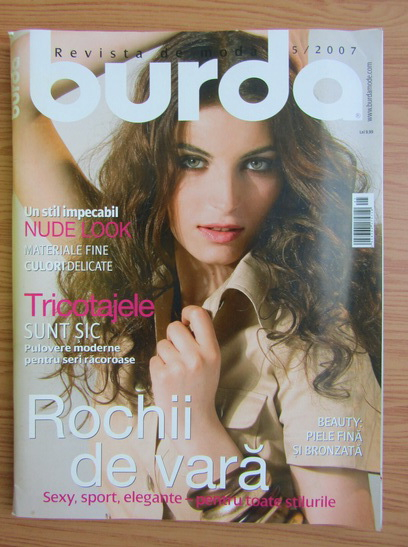 Revista de modă 5/2007
burda
burda
www.burdamode.com
Un stil impecabil
NUDE LOOK
MATERIALE FINE
CULORI DELICATE
Tricotajele
SUNT ȘIC
Pulovere moderne
pentru seri răcoroase
Rochii
de vară
BEAUTY:
PIELE FINĂ
ȘI BRONZATĂ
Sexy, sport, elegante - pentru toate stilurile